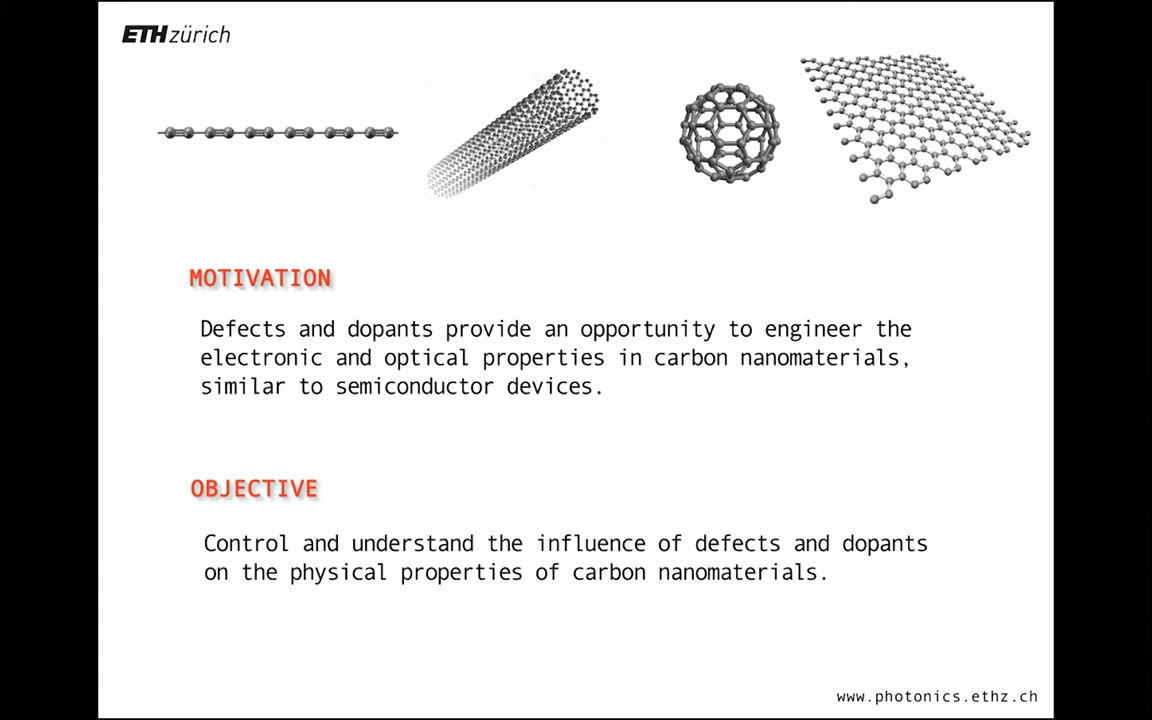 ETH zürich
MOTIVATION
Defects and dopants provide an opportunity to engineer the
electronic and optical properties in carbon nanomaterials,
similar to semiconductor devices.
OBJECTIVE
Control and understand the influence of defects and dopants
on the physical properties of carbon nanomaterials.
www.photonics.ethz.ch